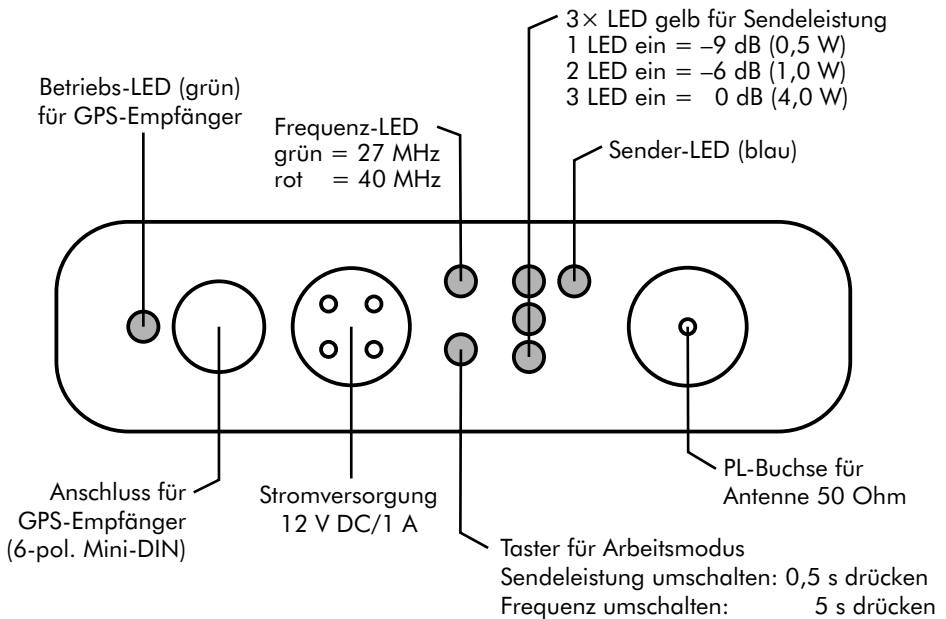 3× LED gelb für Sendeleistung
1 LED ein = –9 dB (0,5 W)
2 LED ein = –6 dB (1,0 W)
3 LED ein = 0 dB (4,0 W)
Betriebs-LED (grün)
für GPS-Empfänger
Frequenz-LED
grün = 27 MHz
rot = 40 MHz
Sender-LED (blau)
Anschluss für
GPS-Empfänger
(6-pol. Mini-DIN)
Stromversorgung
12 V DC/1 A
PL-Buchse für
Antenne 50 Ohm
Taster für Arbeitsmodus
Sendeleistung umschalten: 0,5 s drücken
Frequenz umschalten: 5 s drücken